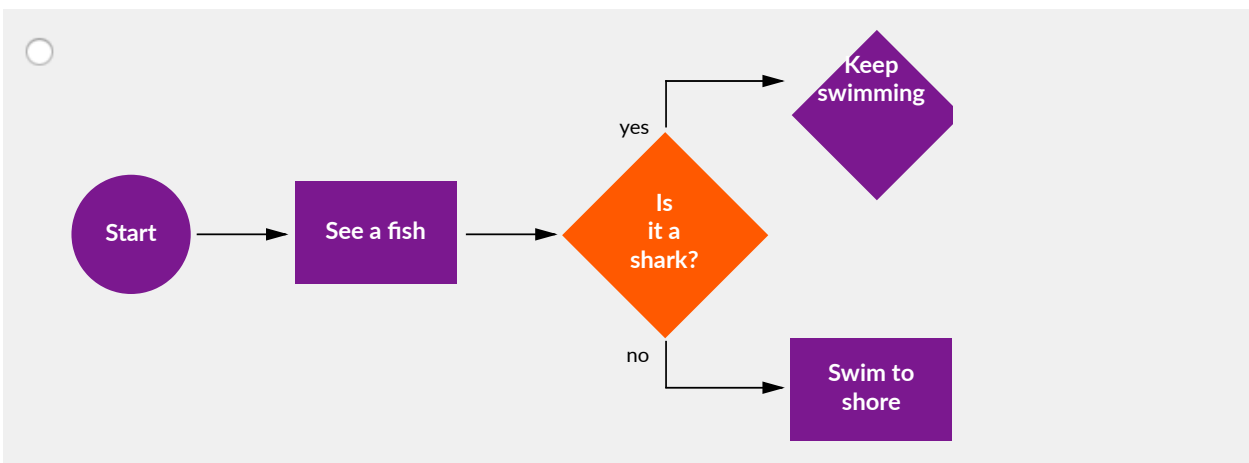 Start
See a fish
Is
it a
shark?
yes
Keep
swimming
no
Swim to
shore